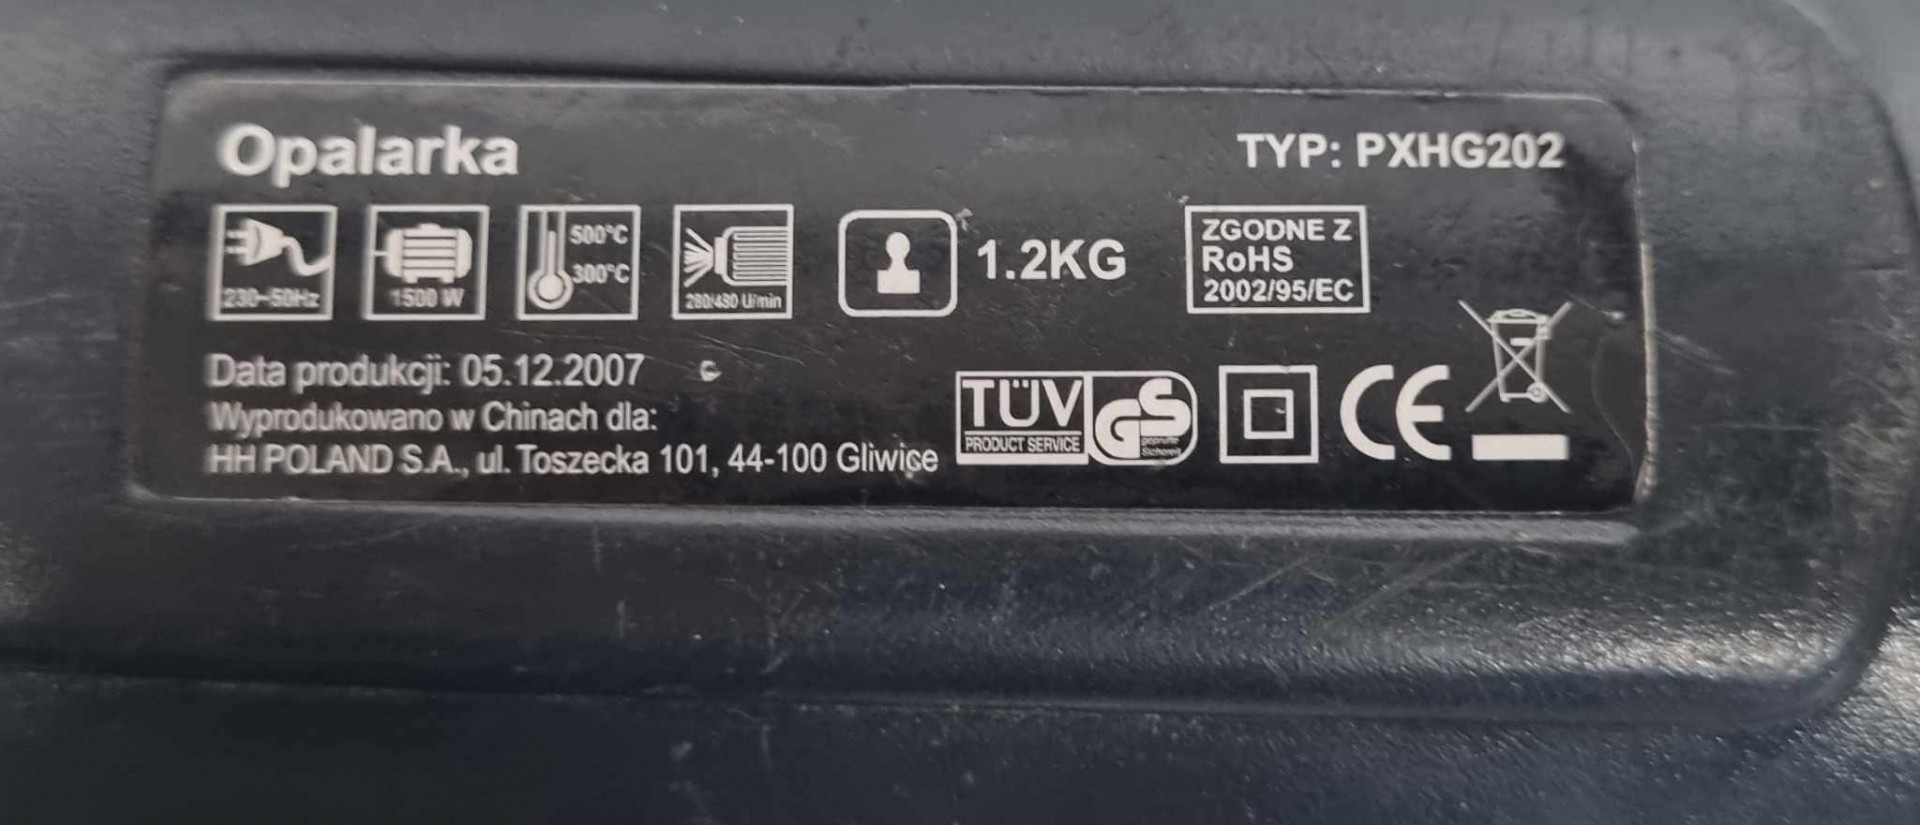 Opalarka
TYP: PXHG202
230~50Hz
1500 W
500°C
300°C
280/480 l/min
1.2KG
ZGODNE Z
RoHS
2002/95/EC
Data produkcji: 05.12.2007
Wyprodukowano w Chinach dla:
HH POLAND S.A., ul. Toszecka 101, 44-100 Gliwice
TÜV
PRODUCT SERVICE
GS
geprüfte
Sicherheit
CE